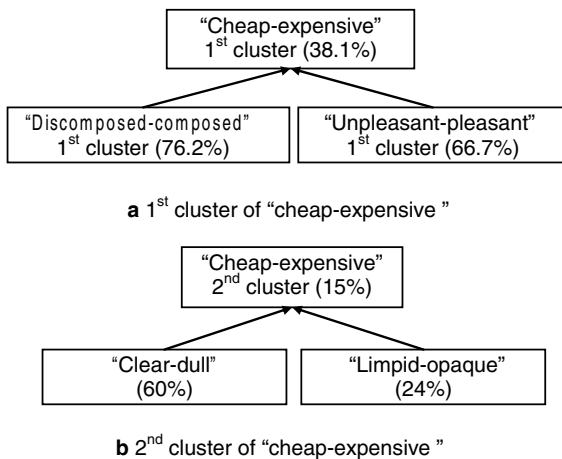 “Cheap-expensive”
1st cluster (38.1%)
“Discomposed-composed”
1st cluster (76.2%)
“Unpleasant-pleasant”
1st cluster (66.7%)
a 1st cluster of “cheap-expensive ”
“Cheap-expensive”
2nd cluster (15%)
“Clear-dull”
(60%)
“Limpid-opaque”
(24%)
b 2nd cluster of “cheap-expensive ”